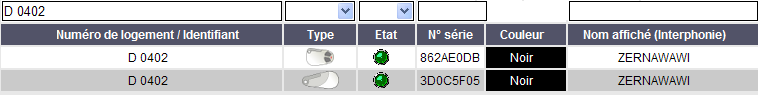 D 0402
Numéro de logement / Identifiant Type Etat N° série Couleur Nom affiché (Interphonie)
D 0402 862AE0DB Noir ZERNAWAWI
D 0402 3D0C5F05 Noir ZERNAWAWI